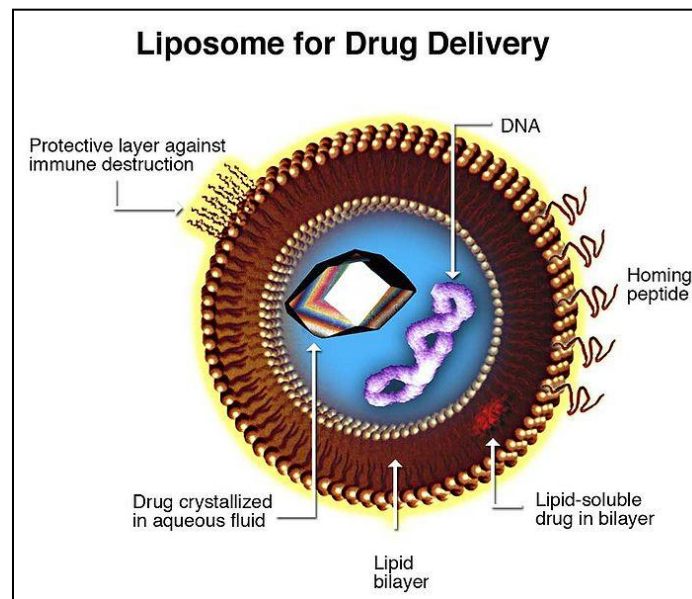 Liposome for Drug Delivery
DNA
Protective layer against
immune destruction
Homing
peptide
Drug crystallized
in aqueous fluid
Lipid-soluble
drug in bilayer
Lipid
bilayer